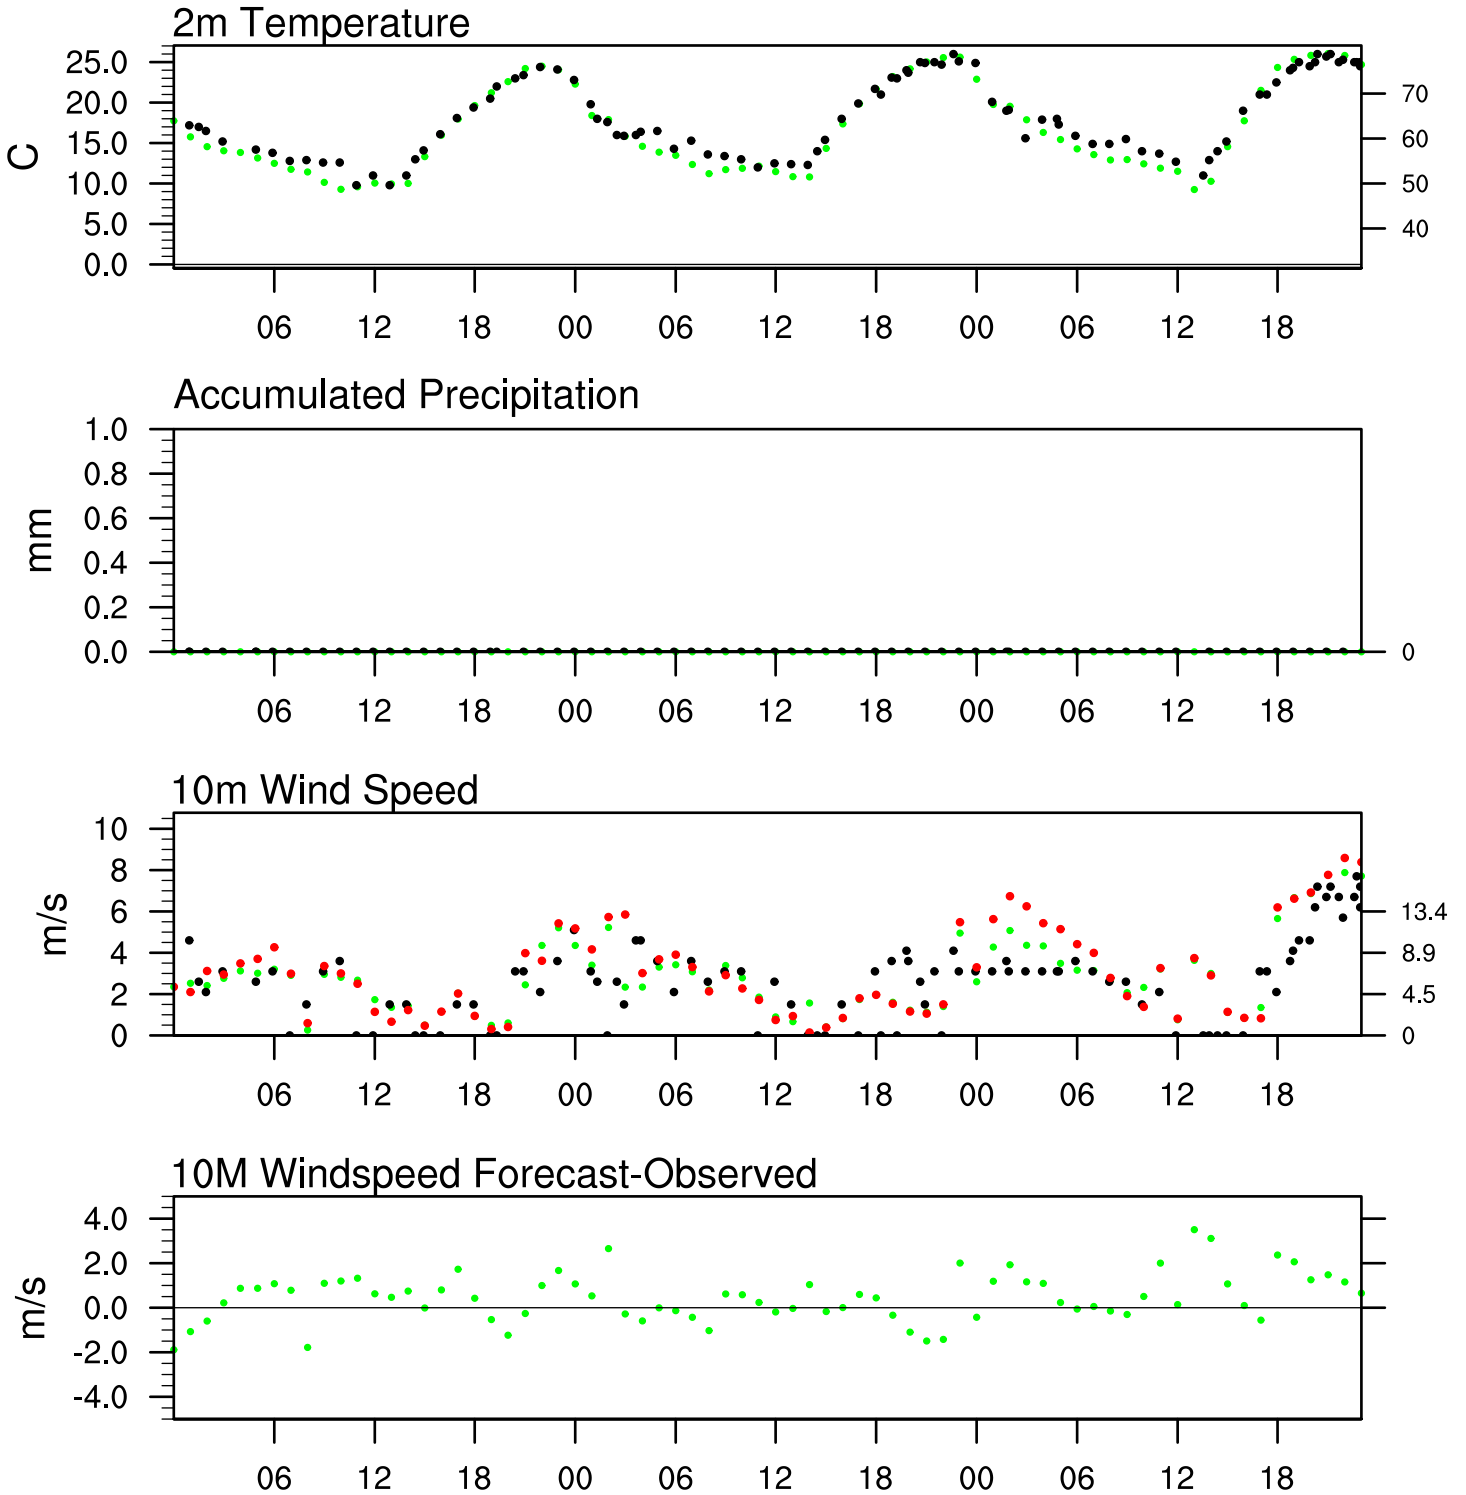 2m Temperature
25.0
20.0
15.0
10.0
5.0
0.0
C
70
60
50
40
06 12 18 00 06 12 18 00 06 12 18
Accumulated Precipitation
1.0
0.8
0.6
0.4
0.2
0.0
mm
0
06 12 18 00 06 12 18 00 06 12 18
10m Wind Speed
10
8
6
4
2
0
m/s
13.4
8.9
4.5
0
06 12 18 00 06 12 18 00 06 12 18
10M Windspeed Forecast-Observed
4.0
2.0
0.0
-2.0
-4.0
m/s
06 12 18 00 06 12 18 00 06 12 18